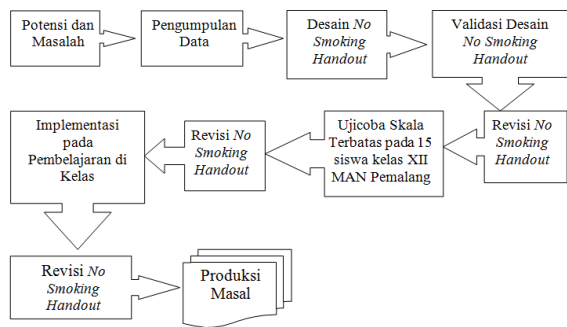 Potensi dan
Masalah
Pengumpulan
Data
Desain No
Smoking
Handout
Validasi Desain
No Smoking
Handout
Revisi No
Smoking
Handout
Ujicoba Skala
Terbatas pada 15
siswa kelas XII
MAN Pemalang
Revisi No
Smoking
Handout
Implementasi
pada
Pembelajaran di
Kelas
Revisi No
Smoking
Handout
Produksi
Masal